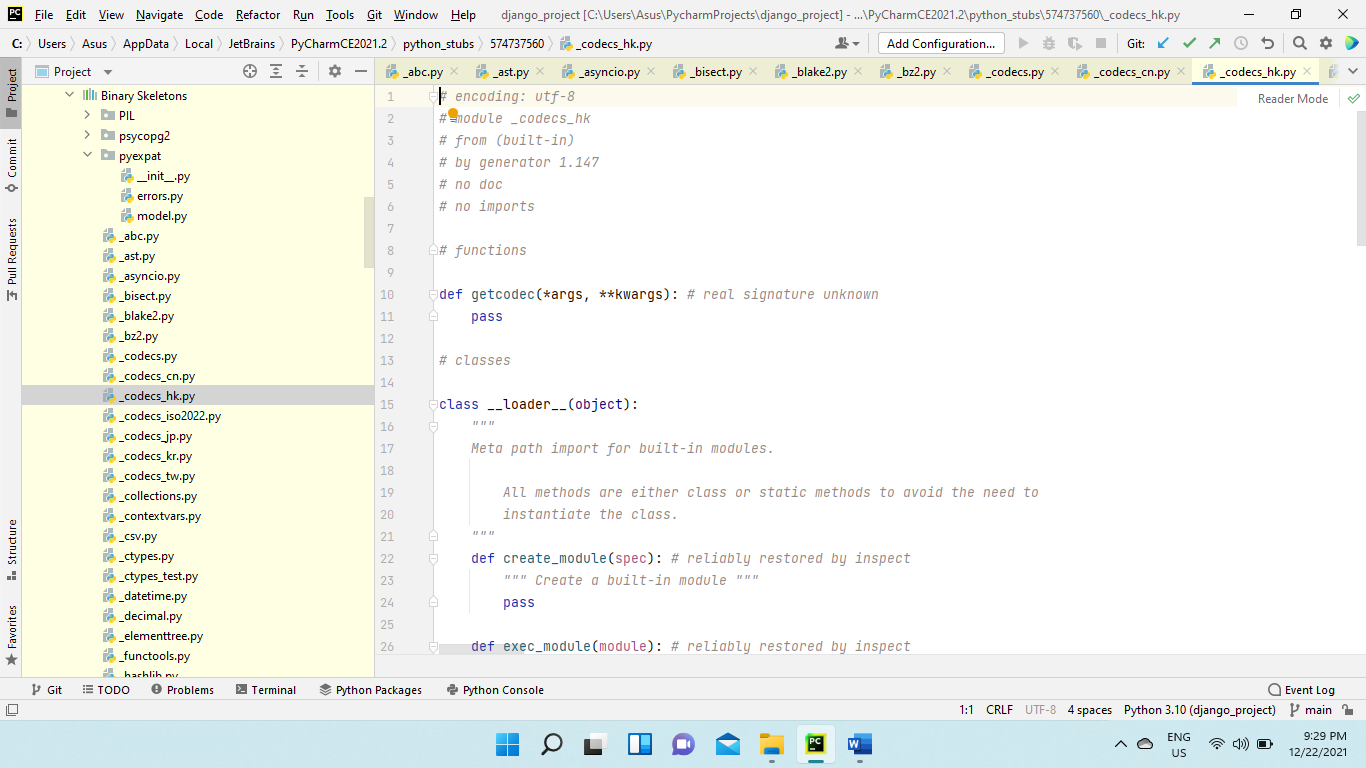 PC File Edit View Navigate Code Refactor Run Tools Git Window Help django_project [C:\Users\Asus\PycharmProjects\django_project] - ...\PyCharmCE2021.2\python_stubs\574737560\_codecs_hk.py
C: Users Asus AppData Local JetBrains PyCharmCE2021.2 python_stubs 574737560 _codecs_hk.py Add Configuration... Git:
Project
_abc.py _ast.py _asyncio.py _bisect.py _blake2.py _bz2.py _codecs.py _codecs_cn.py _codecs_hk.py
Project
Commit
Pull Requests
Structure
Favorites
Binary Skeletons
PIL
psycopg2
pyexpat
__init__.py
errors.py
model.py
_abc.py
_ast.py
_asyncio.py
_bisect.py
_blake2.py
_bz2.py
_codecs.py
_codecs_cn.py
_codecs_hk.py
_codecs_iso2022.py
_codecs_jp.py
_codecs_kr.py
_codecs_tw.py
_collections.py
_contextvars.py
_csv.py
_ctypes.py
_ctypes_test.py
_datetime.py
_decimal.py
_elementtree.py
_functools.py
_hashlib.py
Reader Mode
1 # encoding: utf-8
2 # module _codecs_hk
3 # from (built-in)
4 # by generator 1.147
5 # no doc
6 # no imports
7
8 # functions
9
10 def getcodec(*args, **kwargs): # real signature unknown
11 pass
12
13 # classes
14
15 class __loader__(object):
16 """
17 Meta path import for built-in modules.
18
19 All methods are either class or static methods to avoid the need to
20 instantiate the class.
21 """
22 def create_module(spec): # reliably restored by inspect
23 """ Create a built-in module """
24 pass
25
26 def exec_module(module): # reliably restored by inspect
Git TODO Problems Terminal Python Packages Python Console Event Log
1:1 CRLF UTF-8 4 spaces Python 3.10 (django_project) main
PC W
ENG
US
9:29 PM
12/22/2021